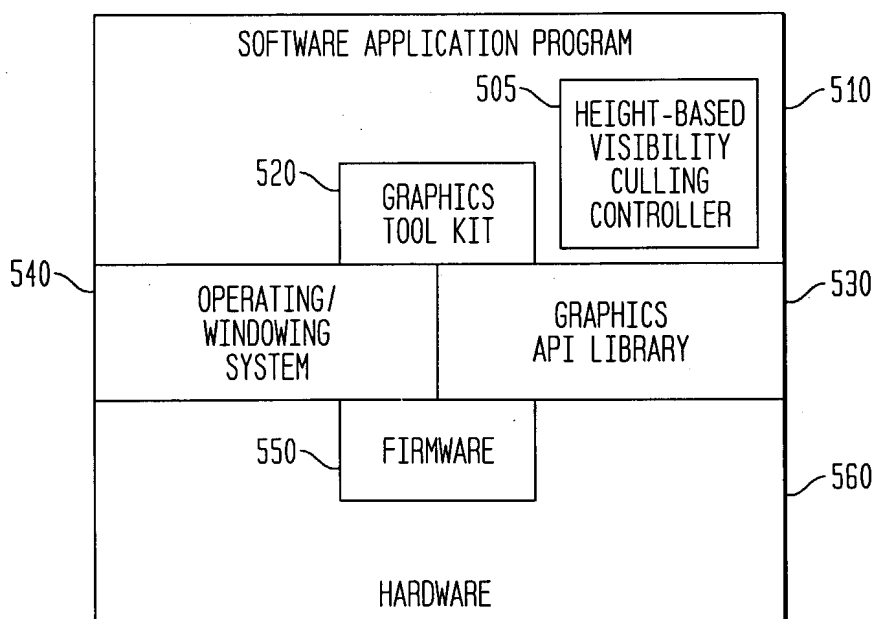 SOFTWARE APPLICATION PROGRAM
505
HEIGHT-BASED
VISIBILITY
CULLING
CONTROLLER
510
520
GRAPHICS
TOOL KIT
540
OPERATING/
WINDOWING
SYSTEM
GRAPHICS
API LIBRARY
530
550
FIRMWARE
560
HARDWARE